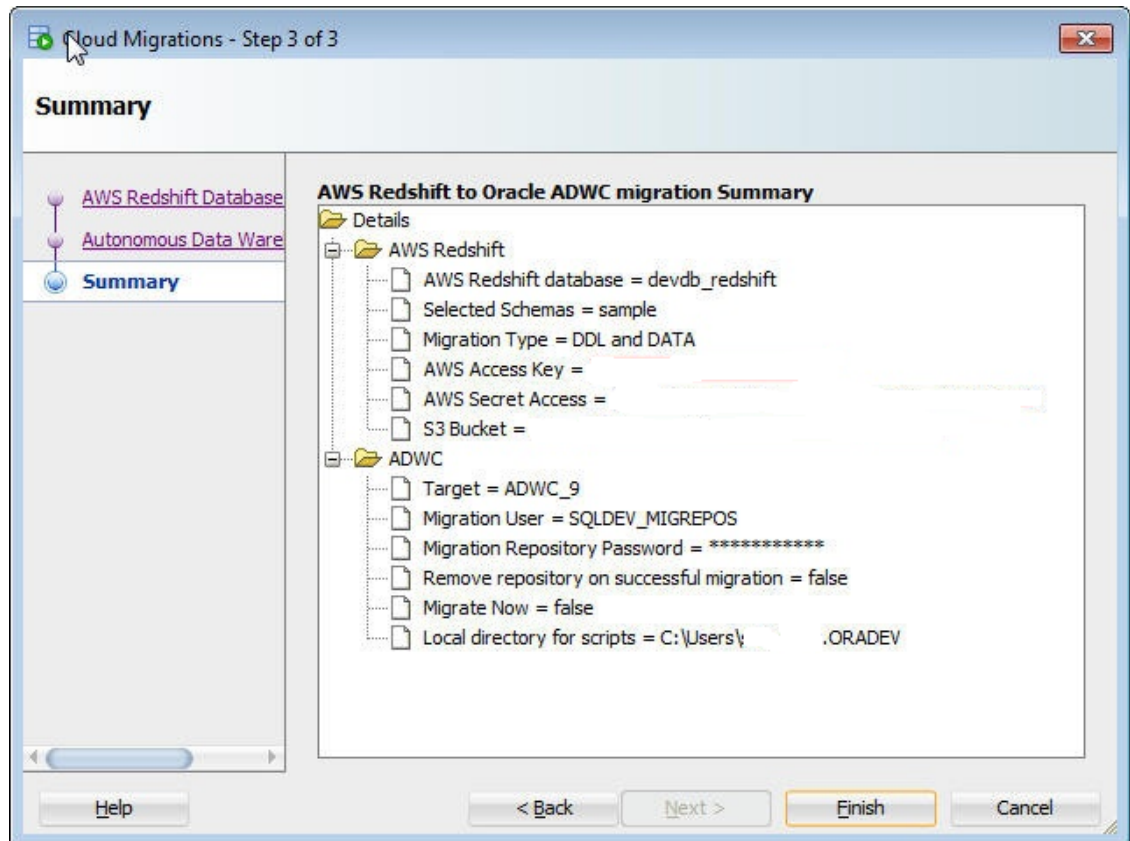 Cloud Migrations - Step 3 of 3
Summary
AWS Redshift Database
Autonomous Data Ware
Summary
AWS Redshift to Oracle ADWC migration Summary
Details
AWS Redshift
AWS Redshift database = devdb_redshift
Selected Schemas = sample
Migration Type = DDL and DATA
AWS Access Key =
AWS Secret Access =
S3 Bucket =
ADWC
Target = ADWC_9
Migration User = SQLDEV_MIGREPOS
Migration Repository Password = ***********
Remove repository on successful migration = false
Migrate Now = false
Local directory for scripts = C:\Users\ .ORADEV
Help
< Back
Next >
Finish
Cancel